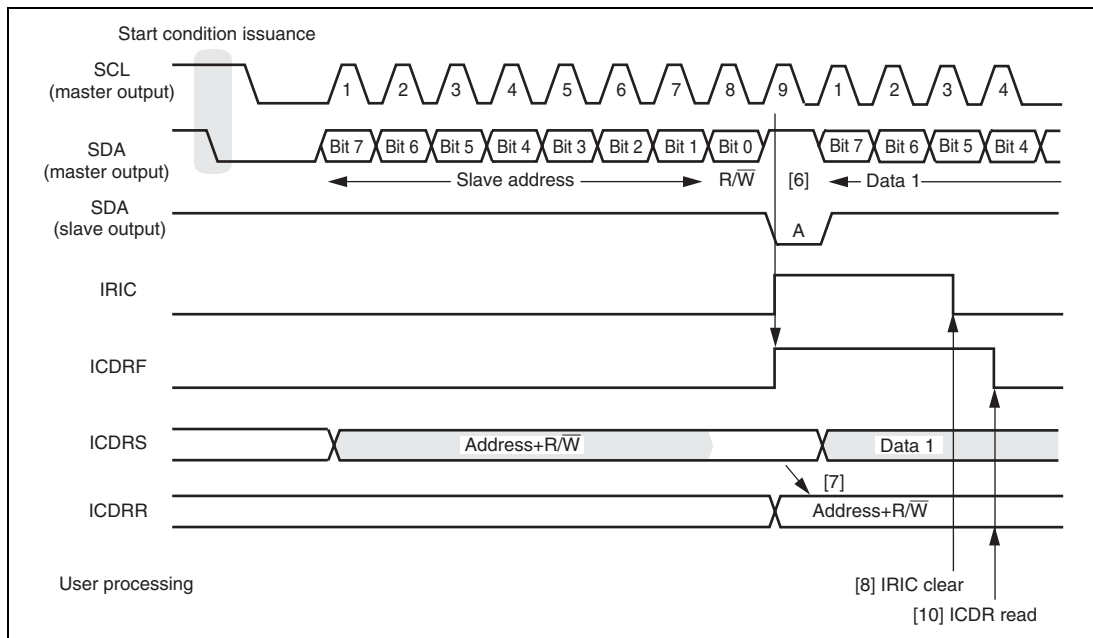 Start condition issuance
SCL
(master output)
1 2 3 4 5 6 7 8 9 1 2 3 4
SDA
(master output)
Bit 7 Bit 6 Bit 5 Bit 4 Bit 3 Bit 2 Bit 1 Bit 0 Bit 7 Bit 6 Bit 5 Bit 4
Slave address R/W̅ [6] Data 1
SDA
(slave output)
A
IRIC
ICDRF
ICDRS
Address+R/W̅ Data 1
[7]
ICDRR
Address+R/W̅
User processing
[8] IRIC clear
[10] ICDR read